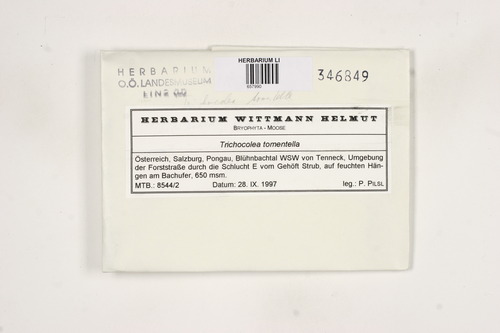 HERBARIUM
O.Ö. LANDESMUSEUM
LINZ OD
HERBARIUM LI
346849
HERBARIUM WITTMANN HELMUT
BRYOPHYTA - MOOSE
Trichocolea tomentella
Österreich, Salzburg, Pongau, Blühnbachtal WSW von Tenneck, Umgebung
der Forststraße durch die Schlucht E vom Gehöft Strub, auf feuchten Hän-
gen am Bachufer, 650 msm.
MTB.: 8544/2 Datum: 28. IX. 1997 leg.: P. PILSL